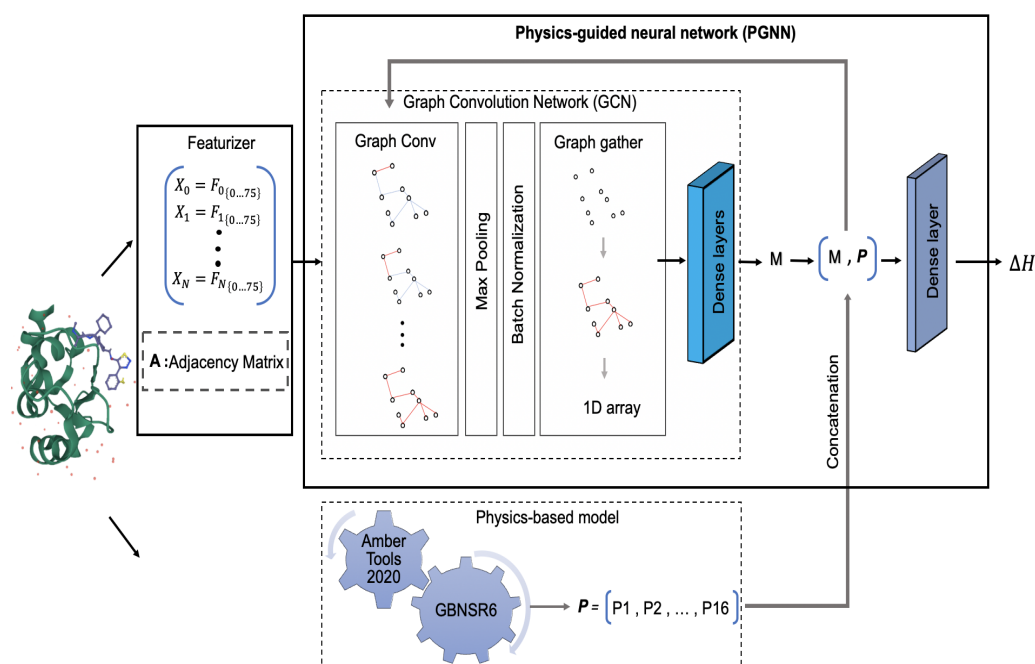 Physics-guided neural network (PGNN)
Graph Convolution Network (GCN)
Featurizer
X₀ = F₀{0...75}
X₁ = F₁{0...75}
X_N = F_N{0...75}
A : Adjacency Matrix
Graph Conv
Max Pooling
Batch Normalization
Graph gather
1D array
Dense layers
M
M , P
Dense layer
ΔH
Concatenation
Physics-based model
Amber
Tools
2020
GBNSR6
P = P1 , P2 , ... , P16